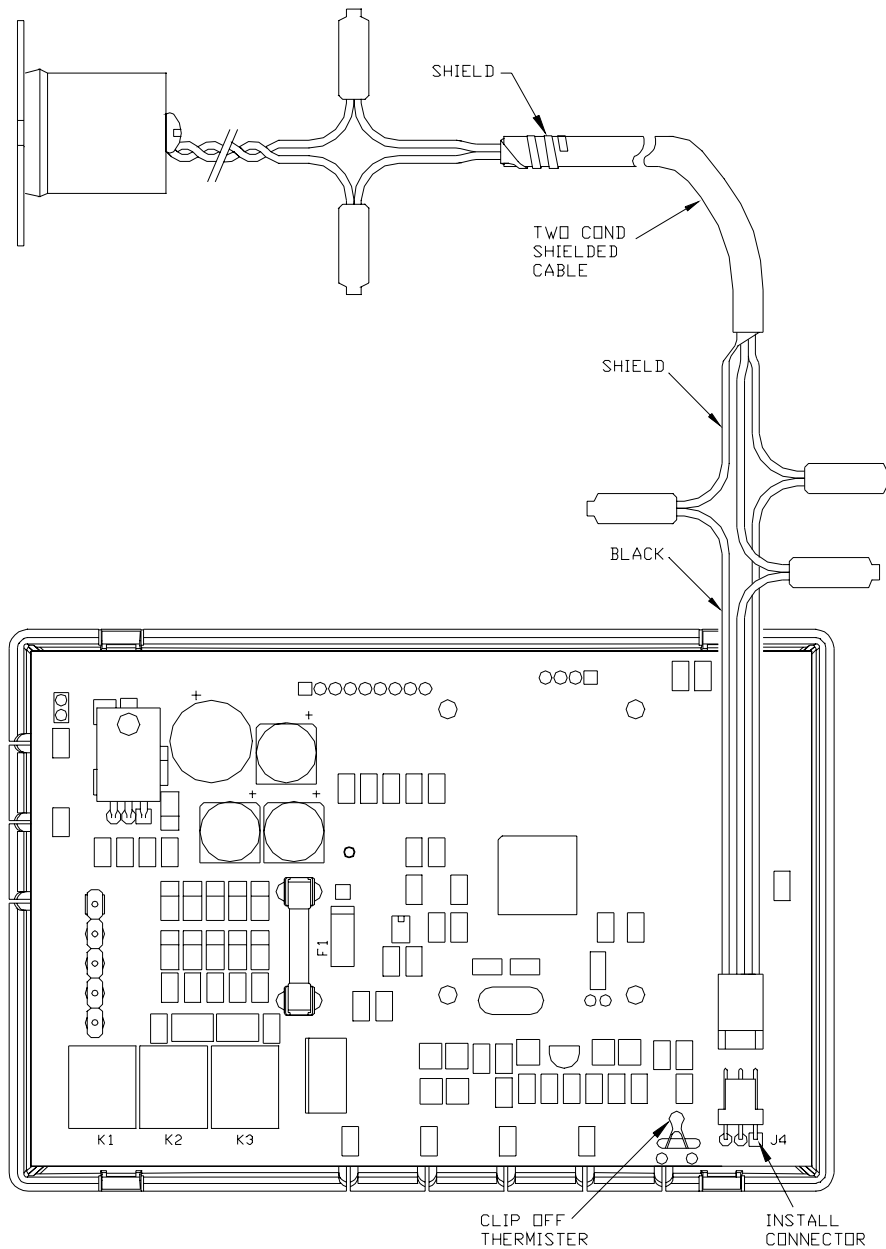 SHIELD
TWO COND
SHIELDED
CABLE
SHIELD
BLACK
+
+
+
+
F1
K1
K2
K3
J4
CLIP OFF
THERMISTER
INSTALL
CONNECTOR